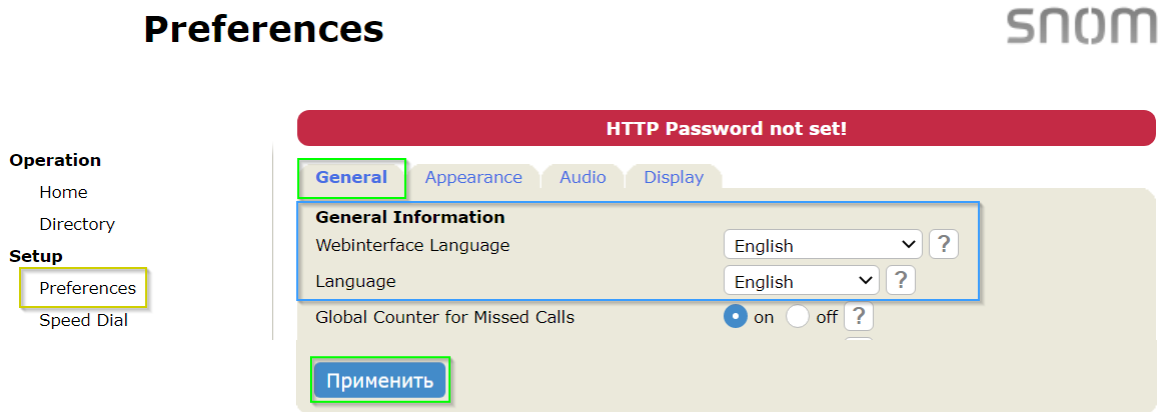 Preferences
snom
HTTP Password not set!
Operation
Home
Directory
Setup
Preferences
Speed Dial
General Appearance Audio Display
General Information
Webinterface Language English ?
Language English ?
Global Counter for Missed Calls on off ?
Применить